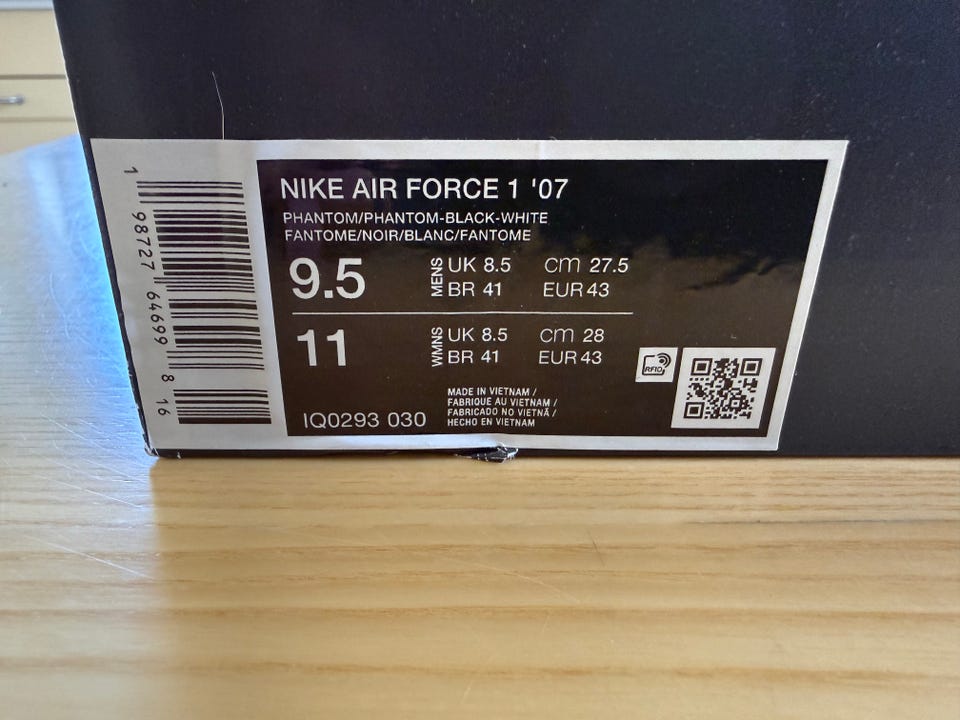 NIKE AIR FORCE 1 '07
PHANTOM/PHANTOM-BLACK-WHITE
FANTOME/NOIR/BLANC/FANTOME
9.5 MENS UK 8.5 cm 27.5
BR 41 EUR 43
11 WMNS UK 8.5 cm 28
BR 41 EUR 43
RFID
MADE IN VIETNAM /
FABRIQUÉ AU VIETNAM /
FABRICADO NO VIETNÃ /
HECHO EN VIETNAM
IQ0293 030
1 98727 64699 8 16